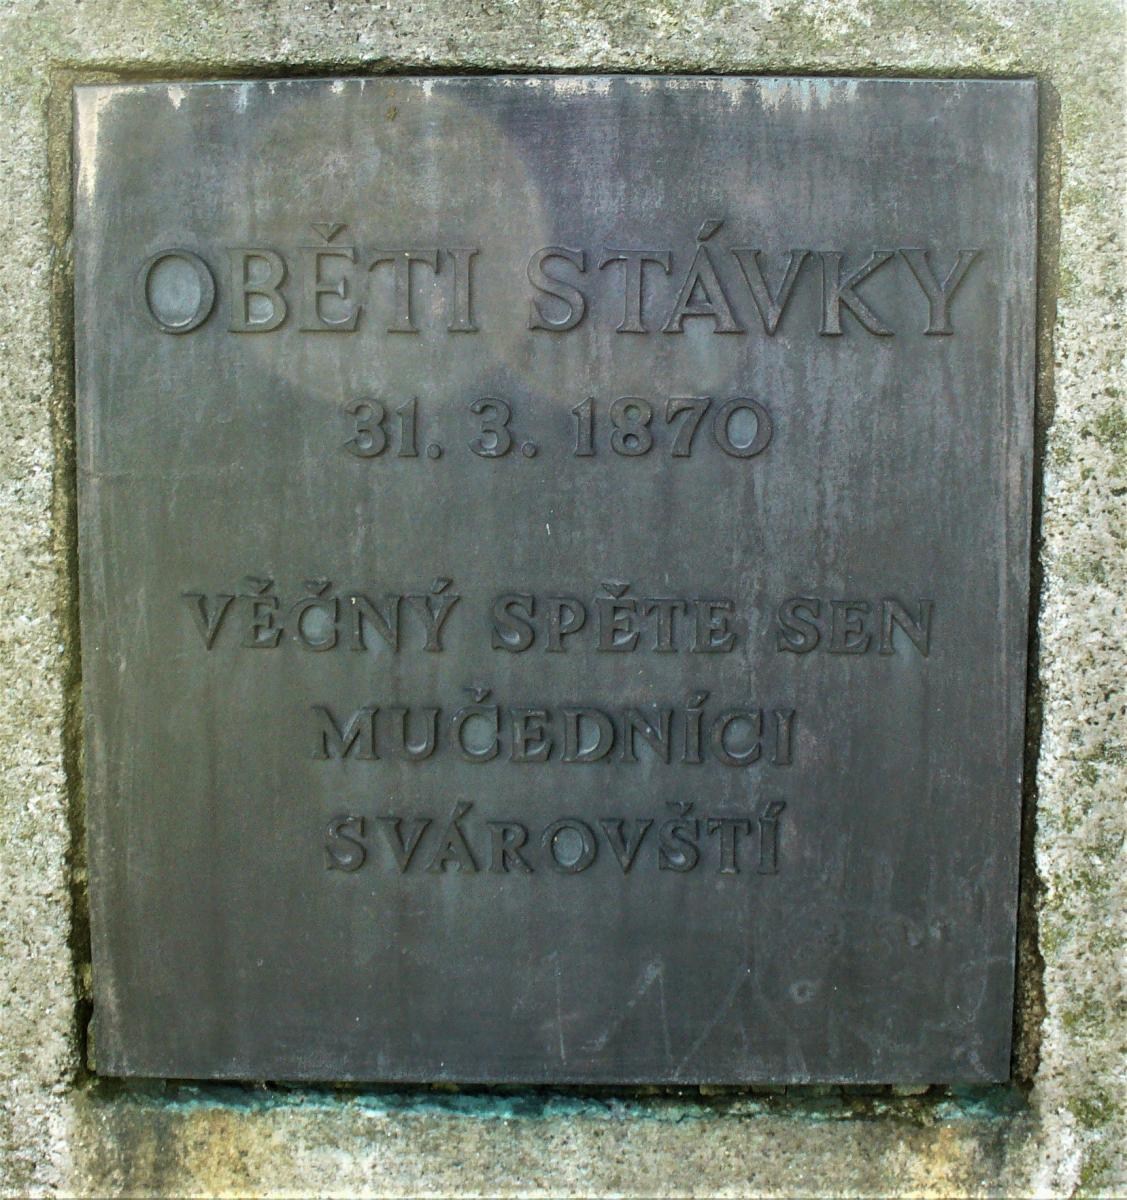 OBĚTI STÁVKY
31. 3. 1870
VĚČNÝ SPĚTE SEN
MUČEDNÍCI
SVÁROVŠTÍ